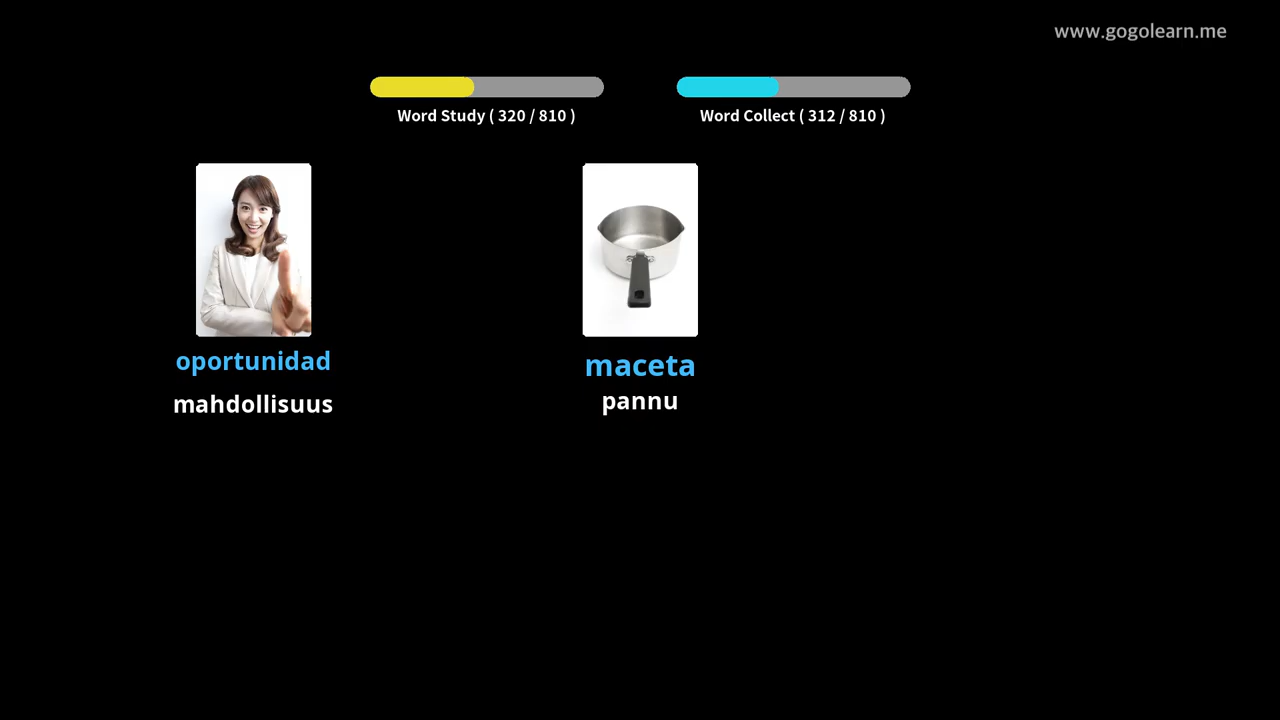 www.gogolearn.me
Word Study ( 320 / 810 )
Word Collect ( 312 / 810 )
oportunidad
mahdollisuus
maceta
pannu